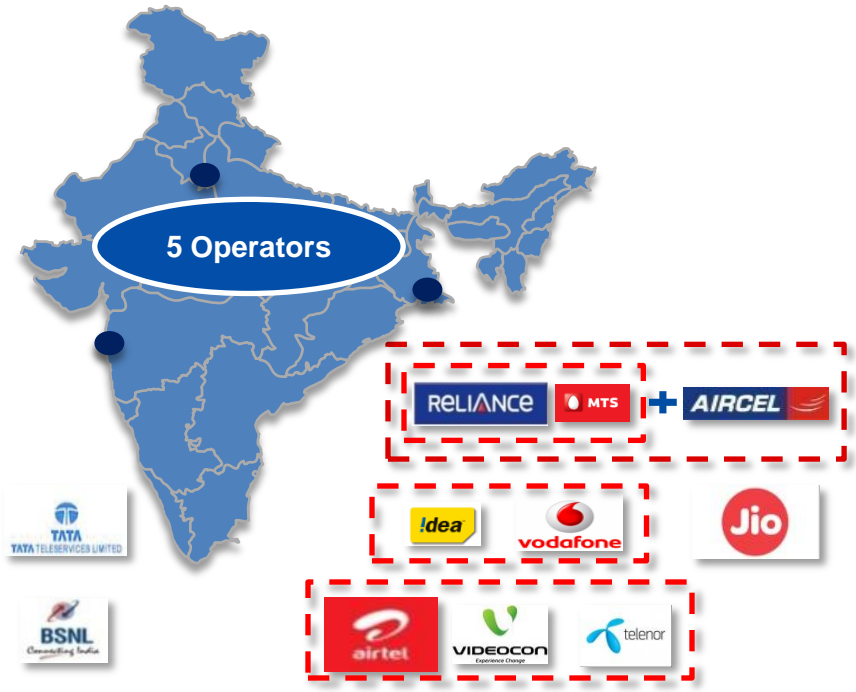 5 Operators
RELIANCE
MTS
AIRCEL
TATA
TATA TELESERVICES LIMITED
!dea
vodafone
Jio
BSNL
Connecting India
airtel
VIDEOCON
Experience Change
telenor